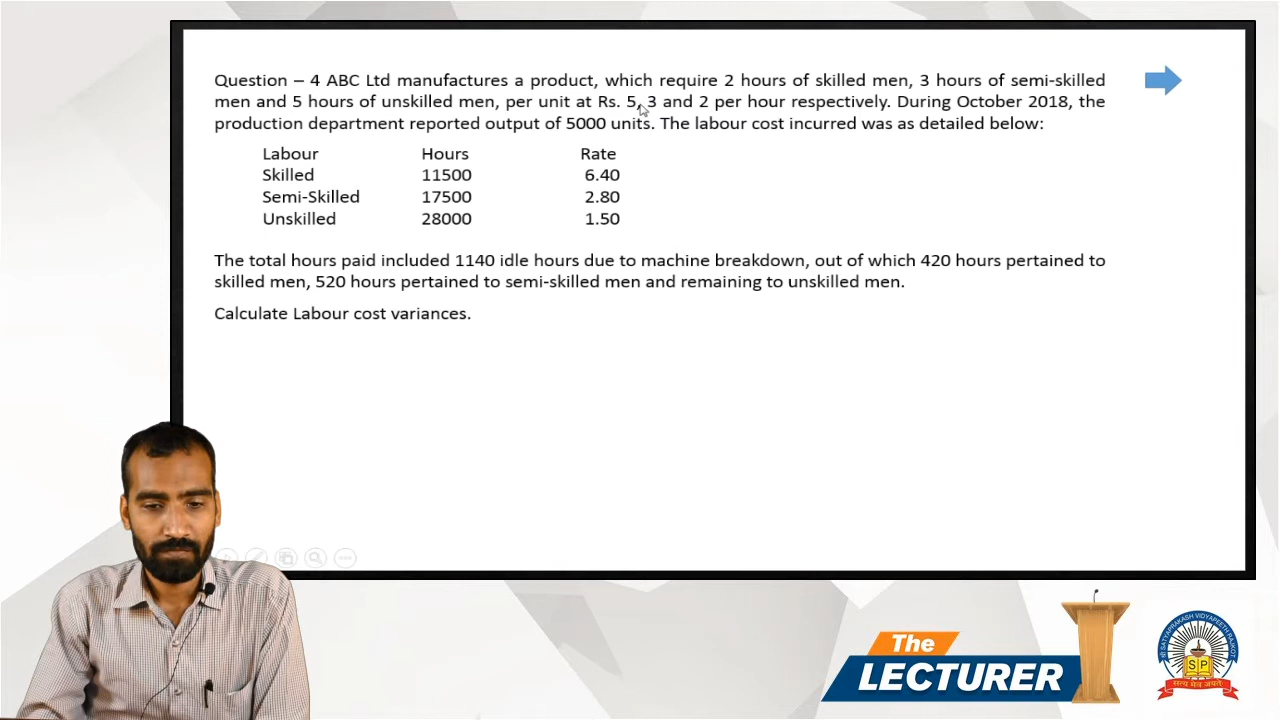 Question – 4 ABC Ltd manufactures a product, which require 2 hours of skilled men, 3 hours of semi-skilled
men and 5 hours of unskilled men, per unit at Rs. 5, 3 and 2 per hour respectively. During October 2018, the
production department reported output of 5000 units. The labour cost incurred was as detailed below:
Labour Hours Rate
Skilled 11500 6.40
Semi-Skilled 17500 2.80
Unskilled 28000 1.50
The total hours paid included 1140 idle hours due to machine breakdown, out of which 420 hours pertained to
skilled men, 520 hours pertained to semi-skilled men and remaining to unskilled men.
Calculate Labour cost variances.
The
LECTURER
SATYAPRAKASH VIDYAPEETH RAJKOT
S P
सत्य मेव जयते